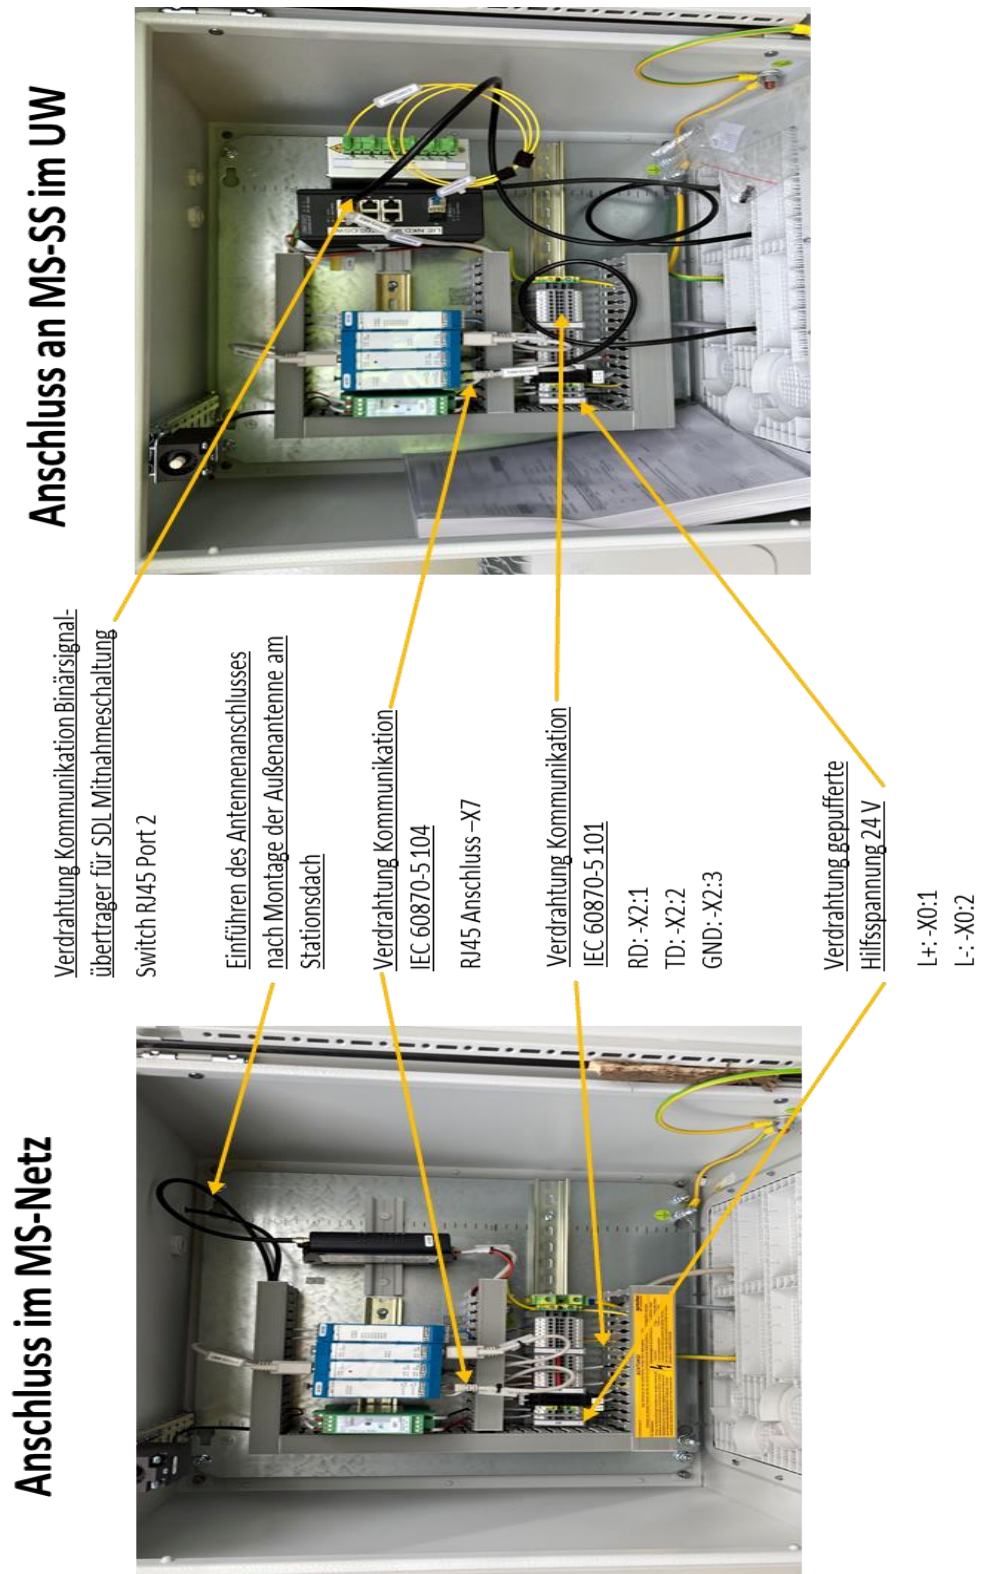 Anschluss im MS-Netz
Anschluss an MS-SS im UW
Verdrahtung Kommunikation Binärsignal-
übertrager für SDL Mitnahmeschaltung
Switch RJ45 Port 2
Einführen des Antennenanschlusses
nach Montage der Außenantenne am
Stationsdach
Verdrahtung Kommunikation
IEC 60870-5 104
RJ45 Anschluss –X7
Verdrahtung Kommunikation
IEC 60870-5 101
RD: -X2:1
TD: -X2:2
GND: -X2:3
Verdrahtung gepufferte
Hilfsspannung 24 V
L+: -X0:1
L-: -X0:2